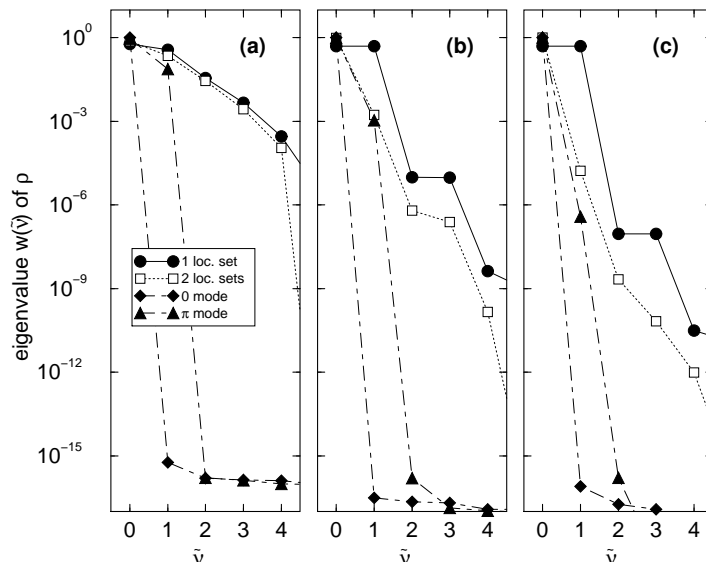 (a)
(b)
(c)
10^0
10^-3
10^-6
10^-9
10^-12
10^-15
eigenvalue w(ν̃) of ρ
1 loc. set
2 loc. sets
0 mode
π mode
0 1 2 3 4
0 1 2 3 4
0 1 2 3 4
ν̃
ν̃
ν̃